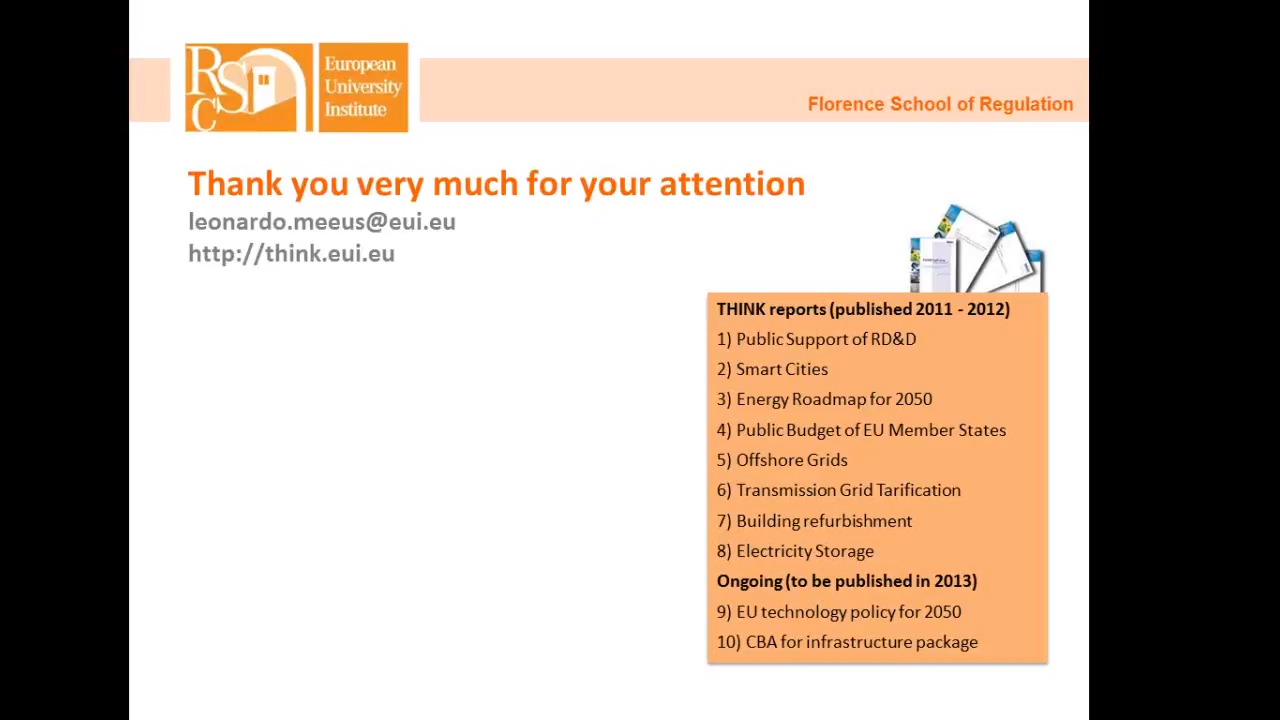 RSC
European
University
Institute
Florence School of Regulation
Thank you very much for your attention
leonardo.meeus@eui.eu
http://think.eui.eu
THINK reports (published 2011 - 2012)
1) Public Support of RD&D
2) Smart Cities
3) Energy Roadmap for 2050
4) Public Budget of EU Member States
5) Offshore Grids
6) Transmission Grid Tarification
7) Building refurbishment
8) Electricity Storage
Ongoing (to be published in 2013)
9) EU technology policy for 2050
10) CBA for infrastructure package